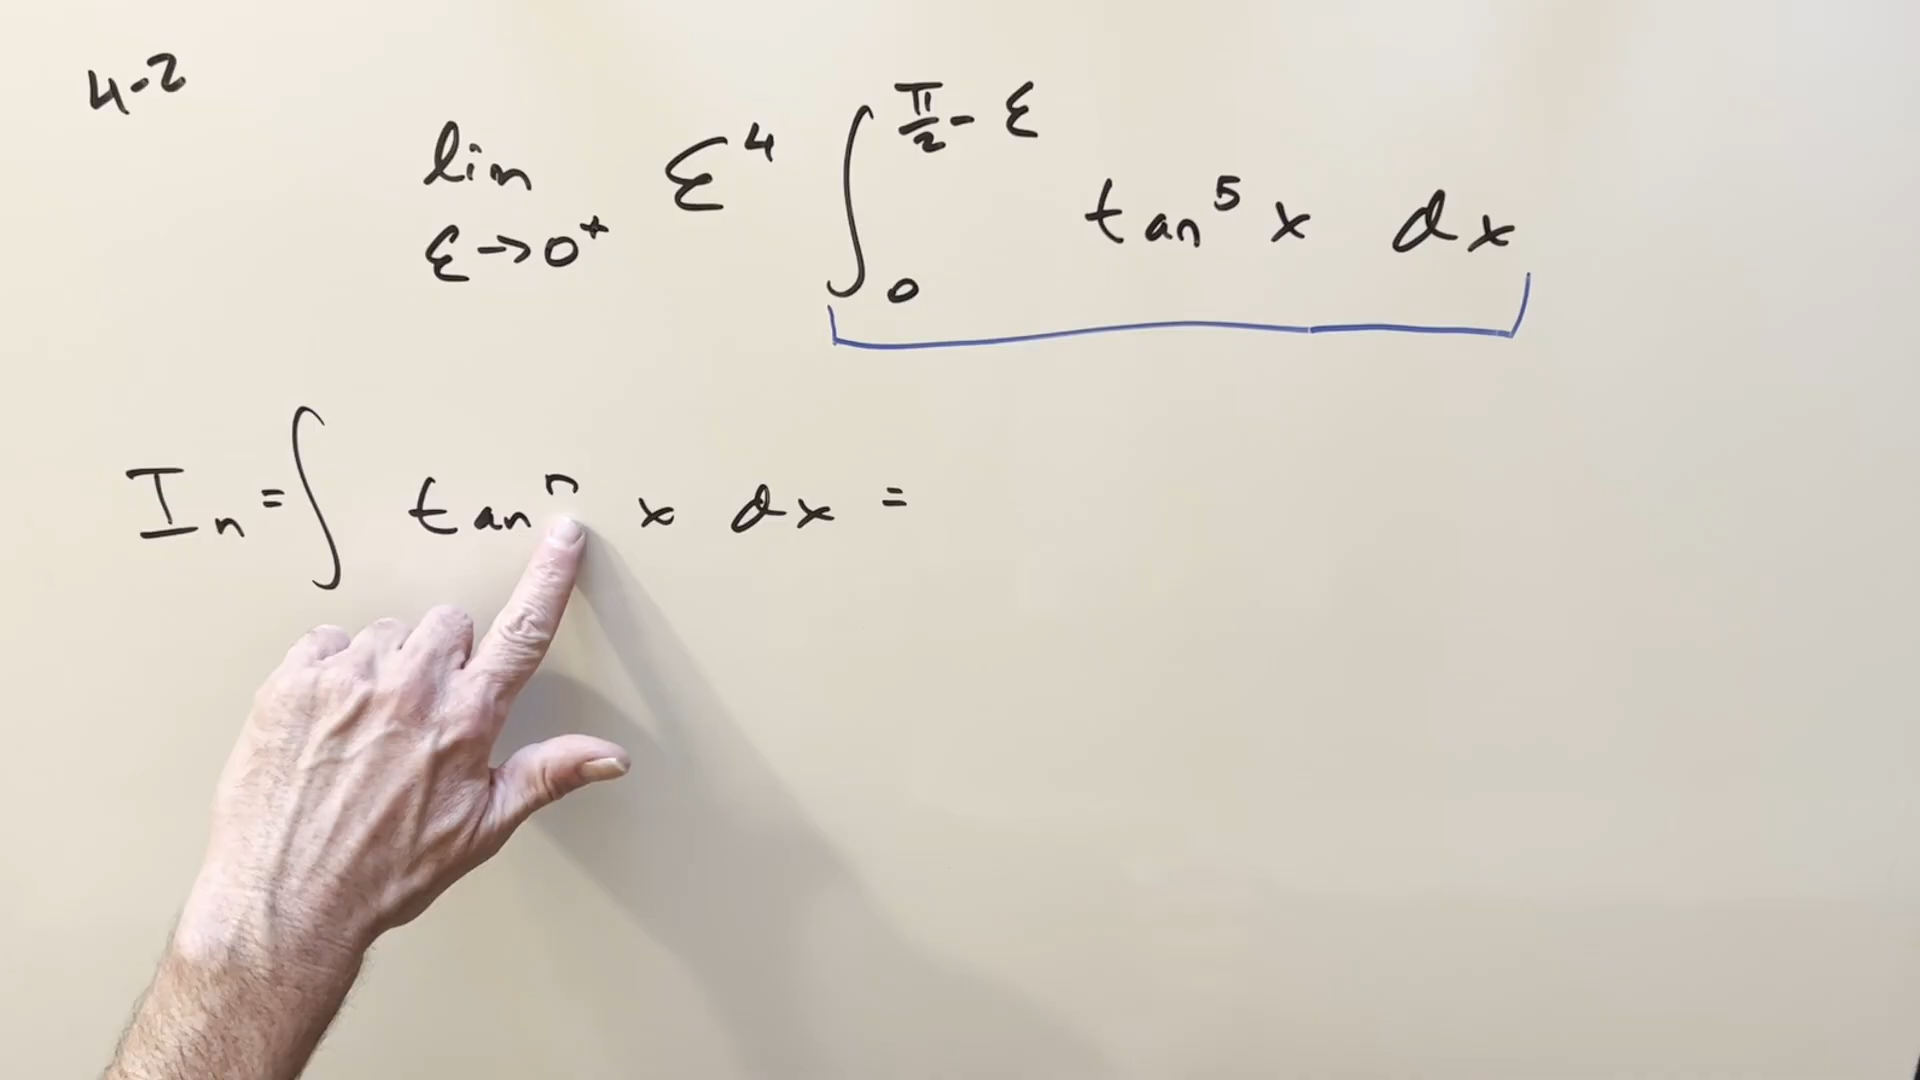 4-2
lim ε→0⁺ ε⁴ ∫₀^(π/2 - ε) tan⁵ x dx
Iₙ = ∫ tanⁿ x dx =